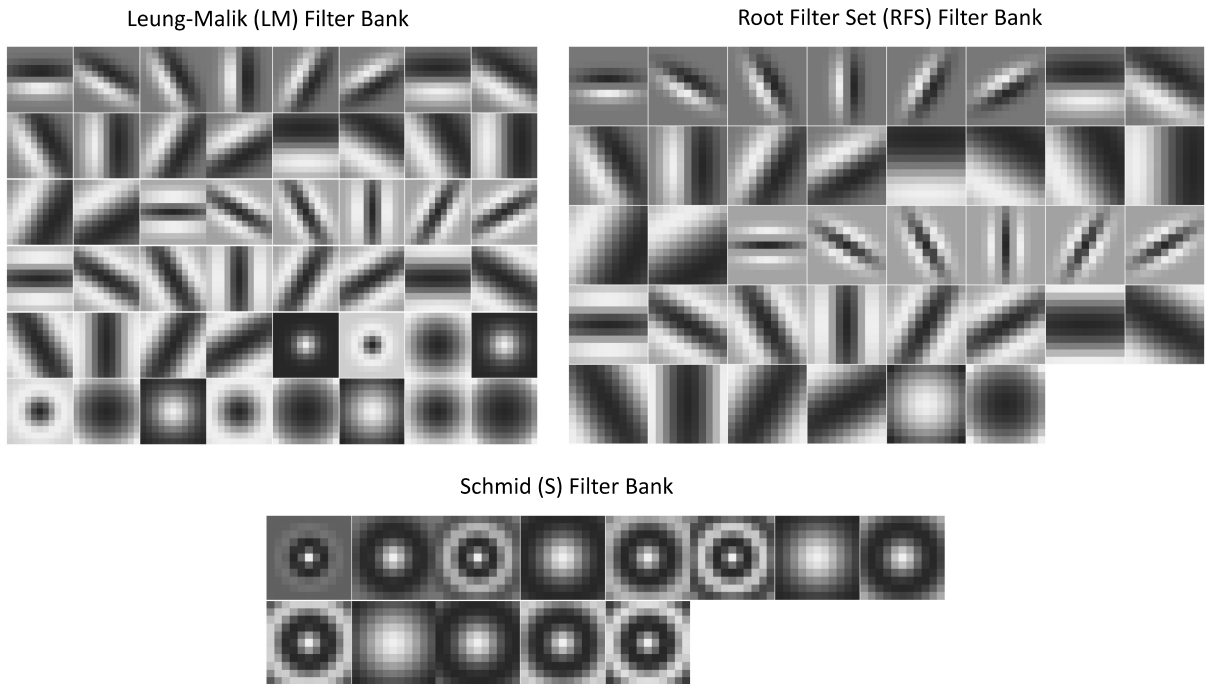 Leung-Malik (LM) Filter Bank
Root Filter Set (RFS) Filter Bank
Schmid (S) Filter Bank